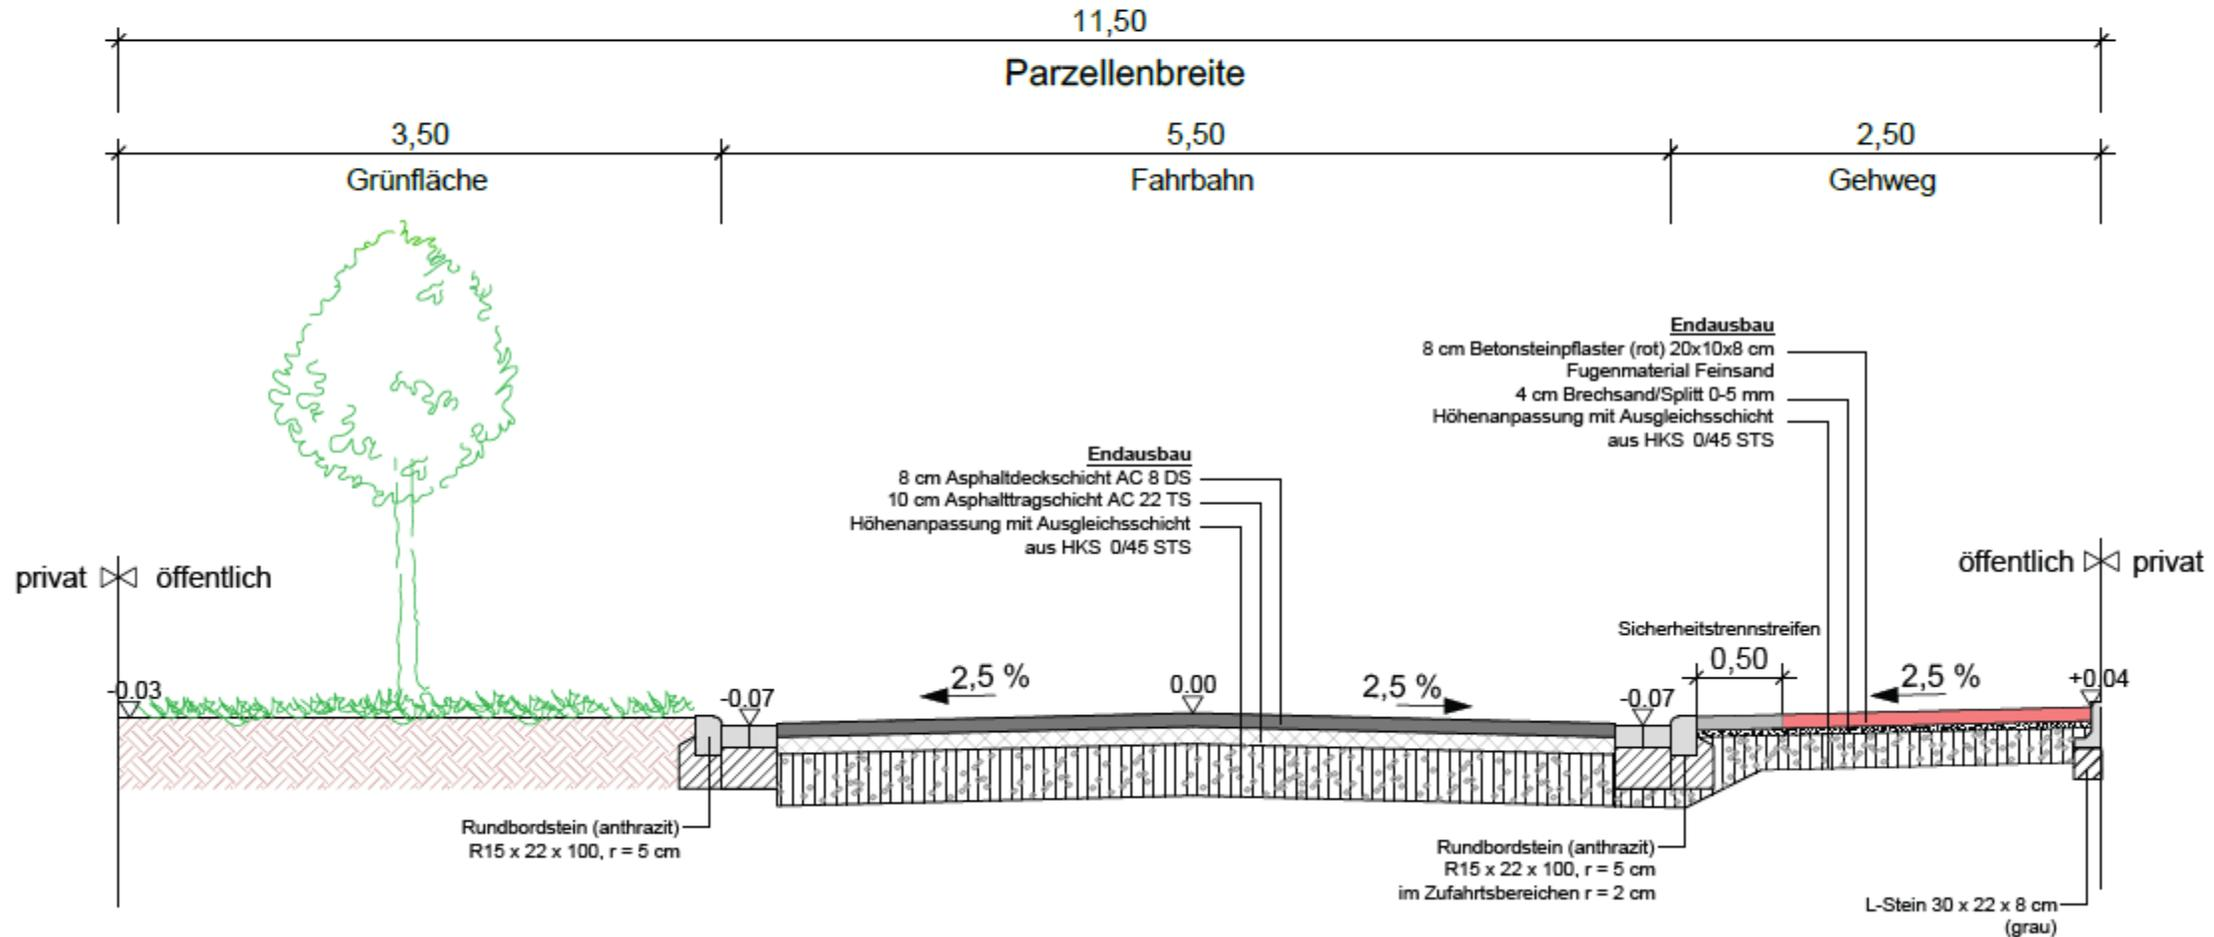 11,50
Parzellenbreite
3,50
5,50
2,50
Grünfläche
Fahrbahn
Gehweg
Endausbau
8 cm Betonsteinpflaster (rot) 20x10x8 cm
Fugenmaterial Feinsand
4 cm Brechsand/Splitt 0-5 mm
Höhenanpassung mit Ausgleichsschicht
aus HKS 0/45 STS
Endausbau
8 cm Asphaltdeckschicht AC 8 DS
10 cm Asphalttragschicht AC 22 TS
Höhenanpassung mit Ausgleichsschicht
aus HKS 0/45 STS
privat öffentlich
öffentlich privat
Sicherheitstrennstreifen
0,50
-0.03
-0.07
2,5 %
0.00
2,5 %
-0.07
2,5 %
+0.04
Rundbordstein (anthrazit)
R15 x 22 x 100, r = 5 cm
Rundbordstein (anthrazit)
R15 x 22 x 100, r = 5 cm
im Zufahrtsbereichen r = 2 cm
L-Stein 30 x 22 x 8 cm
(grau)